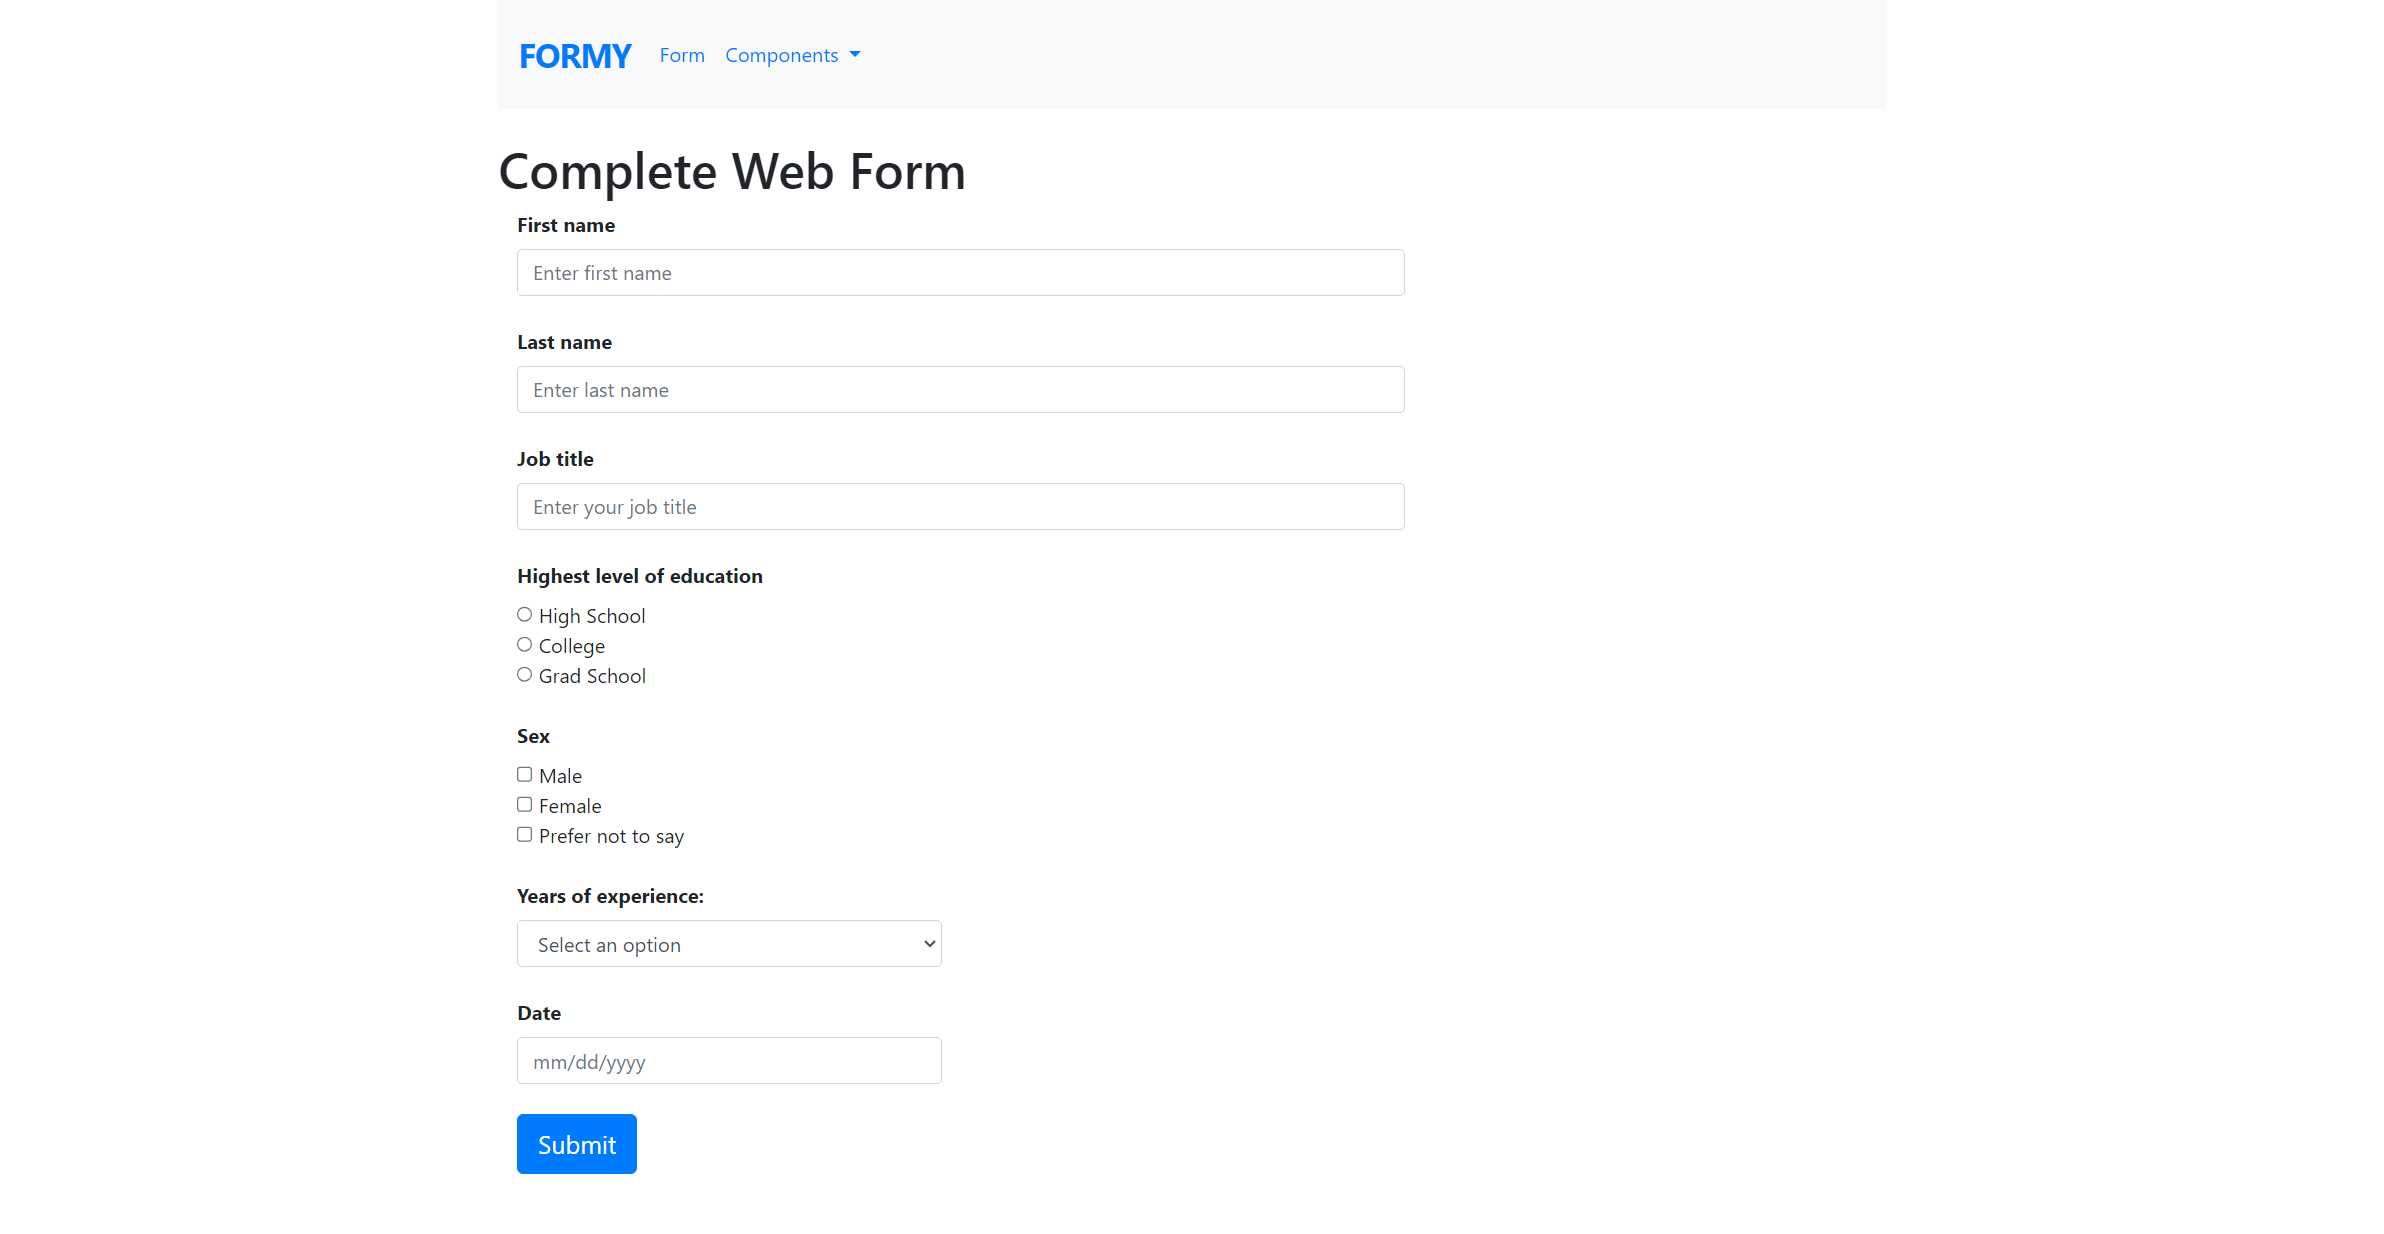 FORMY Form Components
Complete Web Form
First name
Enter first name
Last name
Enter last name
Job title
Enter your job title
Highest level of education
High School
College
Grad School
Sex
Male
Female
Prefer not to say
Years of experience:
Select an option
Date
mm/dd/yyyy
Submit